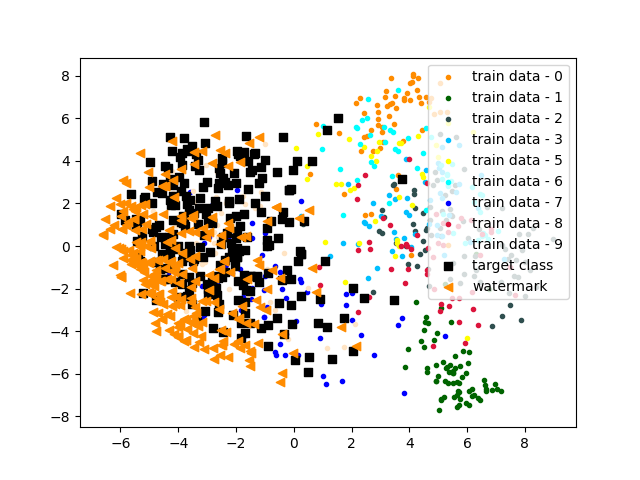 8
6
4
2
0
−2
−4
−6
−8
−6
−4
−2
0
2
4
6
8
train data - 0
train data - 1
train data - 2
train data - 3
train data - 5
train data - 6
train data - 7
train data - 8
train data - 9
target class
watermark